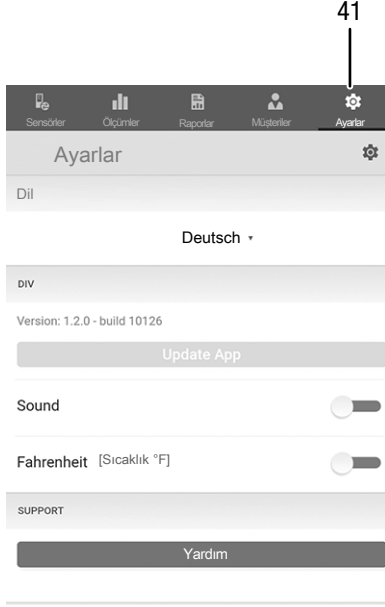 41
Sensörler Ölçümler Raporlar Müşteriler Ayarlar
Ayarlar
Dil
Deutsch
DIV
Version: 1.2.0 - build 10126
Update App
Sound
Fahrenheit [Sıcaklık °F]
SUPPORT
Yardım